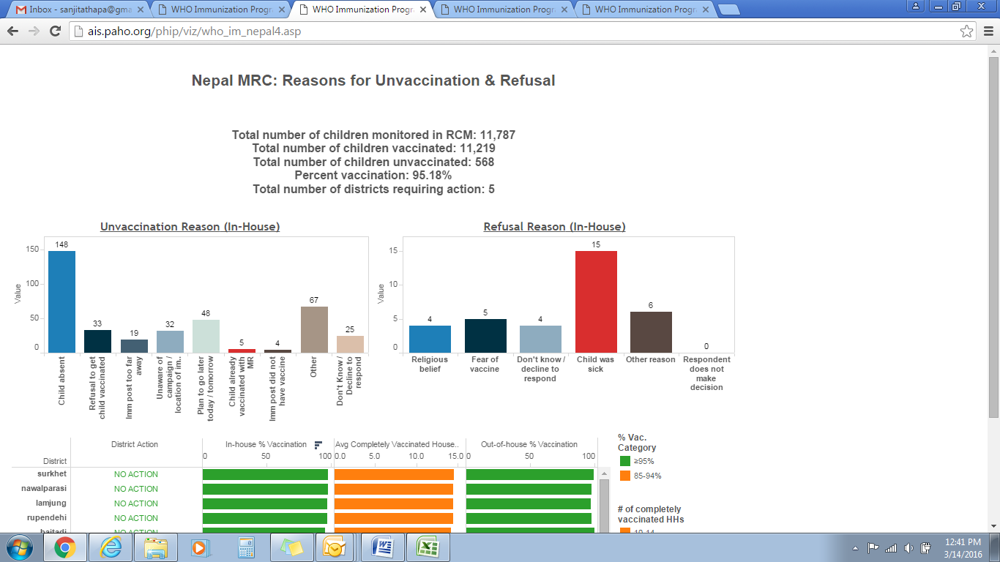 Inbox - sanjitathapa@gma
WHO Immunization Progr
WHO Immunization Progr
WHO Immunization Progr
WHO Immunization Progr
ais.paho.org/phip/viz/who_im_nepal4.asp
Nepal MRC: Reasons for Unvaccination & Refusal
Total number of children monitored in RCM: 11,787
Total number of children vaccinated: 11,219
Total number of children unvaccinated: 568
Percent vaccination: 95.18%
Total number of districts requiring action: 5
Unvaccination Reason (In-House)
Value
150
100
50
0
148
33
19
32
48
5
4
67
25
Child absent
Refusal to get
child vaccinated
Imm post too far
away
Unaware of
campaign /
location of im..
Plan to go later
today / tomorrow
Child already
vaccinated with
MR
Imm post did not
have vaccine
Other
Don't Know /
Decline to
respond
Refusal Reason (In-House)
Value
15
10
5
0
4
5
4
15
6
0
Religious
belief
Fear of
vaccine
Don't know /
decline to
respond
Child was
sick
Other reason
Respondent
does not
make
decision
District
District Action
In-house % Vaccination
0 50 100
Avg Completely Vaccinated House..
0.0 5.0 10.0 15.0
Out-of-house % Vaccination
0 50 100
surkhet NO ACTION
nawalparasi NO ACTION
lamjung NO ACTION
rupendehi NO ACTION
baitadi NO ACTION
% Vac.
Category
≥95%
85-94%
# of completely
vaccinated HHs
10-14
12:41 PM
3/14/2016